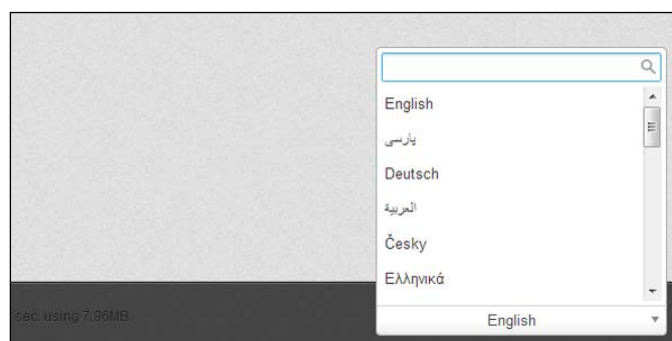 English
پارسی
Deutsch
العربية
Česky
Ελληνικά
English
sec, using 7.96MB